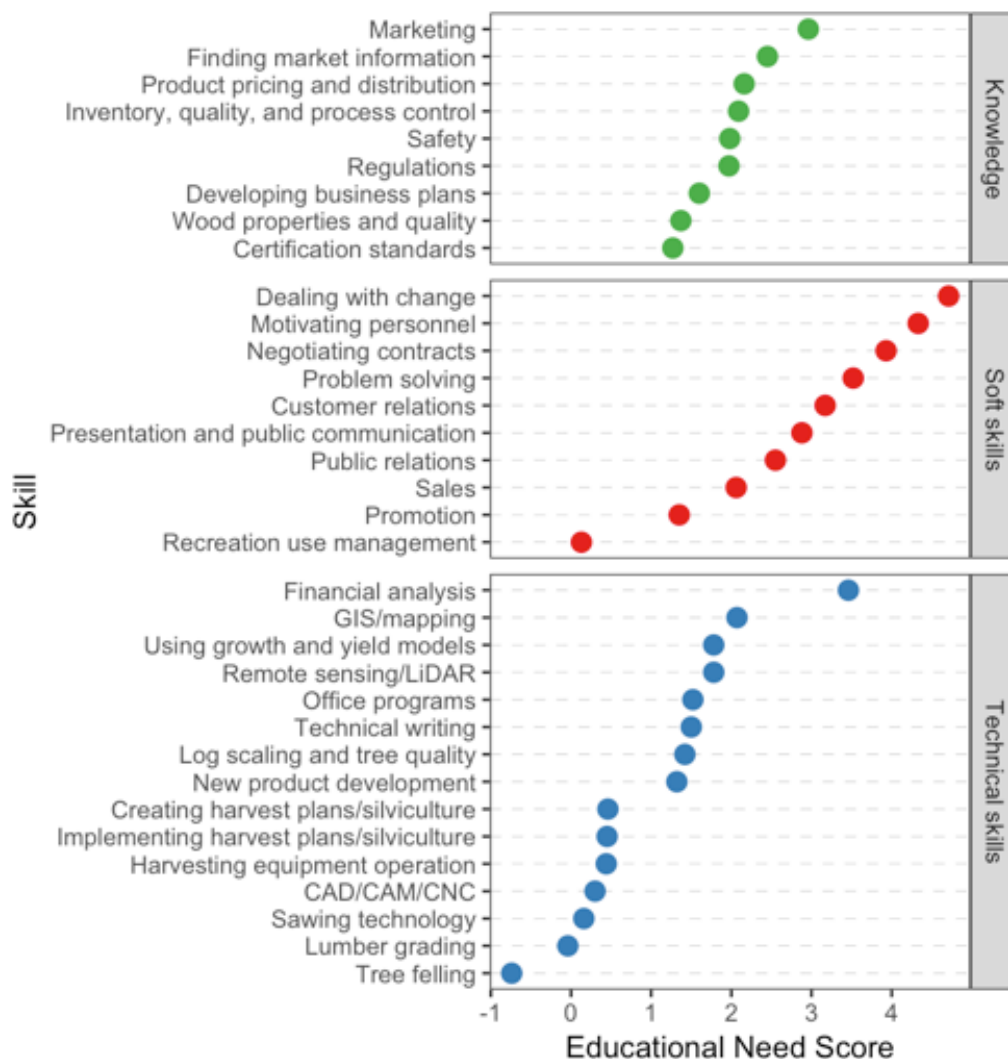 Marketing
Finding market information
Product pricing and distribution
Inventory, quality, and process control
Safety
Regulations
Developing business plans
Wood properties and quality
Certification standards
Knowledge
Dealing with change
Motivating personnel
Negotiating contracts
Problem solving
Customer relations
Presentation and public communication
Public relations
Sales
Promotion
Recreation use management
Soft skills
Skill
Financial analysis
GIS/mapping
Using growth and yield models
Remote sensing/LiDAR
Office programs
Technical writing
Log scaling and tree quality
New product development
Creating harvest plans/silviculture
Implementing harvest plans/silviculture
Harvesting equipment operation
CAD/CAM/CNC
Sawing technology
Lumber grading
Tree felling
Technical skills
-1 0 1 2 3 4
Educational Need Score